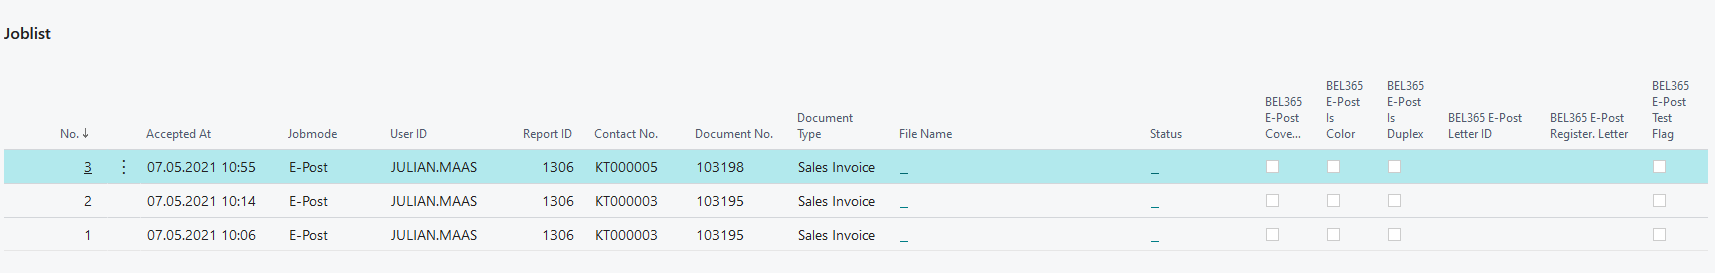 Joblist
No. ↓ Accepted At Jobmode User ID Report ID Contact No. Document No. Document Type File Name Status BEL365 E-Post Cove... BEL365 E-Post Is Color BEL365 E-Post Is Duplex BEL365 E-Post Letter ID BEL365 E-Post Register. Letter BEL365 E-Post Test Flag
3 07.05.2021 10:55 E-Post JULIAN.MAAS 1306 KT000005 103198 Sales Invoice _ _
2 07.05.2021 10:14 E-Post JULIAN.MAAS 1306 KT000003 103195 Sales Invoice _ _
1 07.05.2021 10:06 E-Post JULIAN.MAAS 1306 KT000003 103195 Sales Invoice _ _